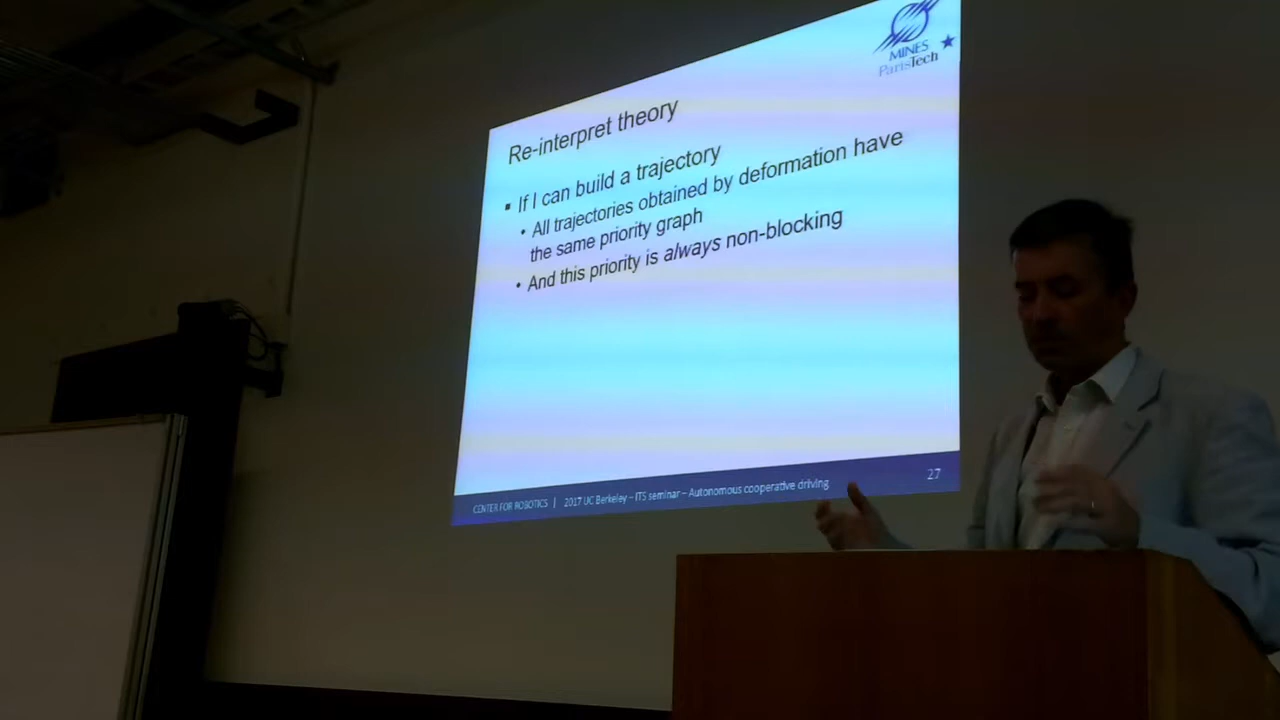 MINES
ParisTech
Re-interpret theory
▪ If I can build a trajectory
• All trajectories obtained by deformation have
the same priority graph
• And this priority is always non-blocking
CENTER FOR ROBOTICS | 2017 UC Berkeley – ITS seminar – Autonomous cooperative driving
27